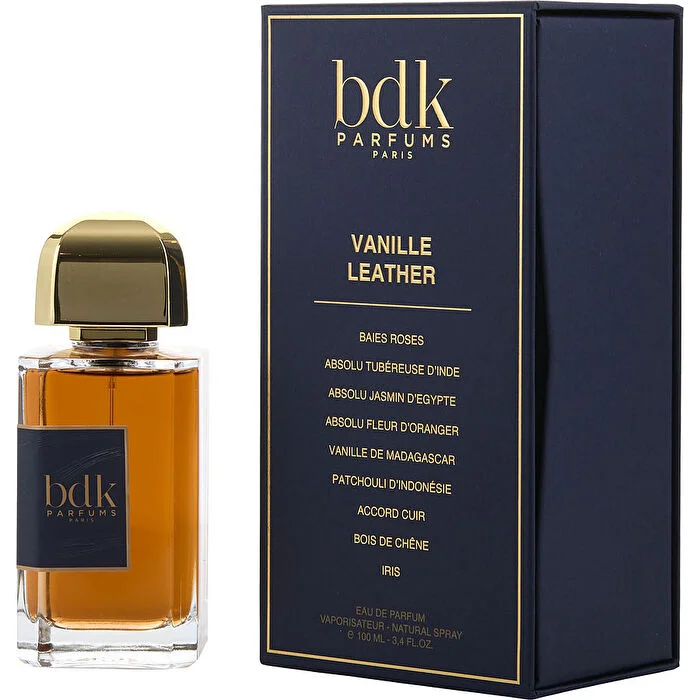 bdk
PARFUMS
PARIS
VANILLE
LEATHER
BAIES ROSES
ABSOLU TUBÉREUSE D'INDE
ABSOLU JASMIN D'EGYPTE
ABSOLU FLEUR D'ORANGER
VANILLE DE MADAGASCAR
PATCHOULI D'INDONÉSIE
ACCORD CUIR
BOIS DE CHÊNE
IRIS
EAU DE PARFUM
VAPORISATEUR - NATURAL SPRAY
℮ 100 ML - 3,4 FL.OZ.
bdk
PARFUMS
PARIS